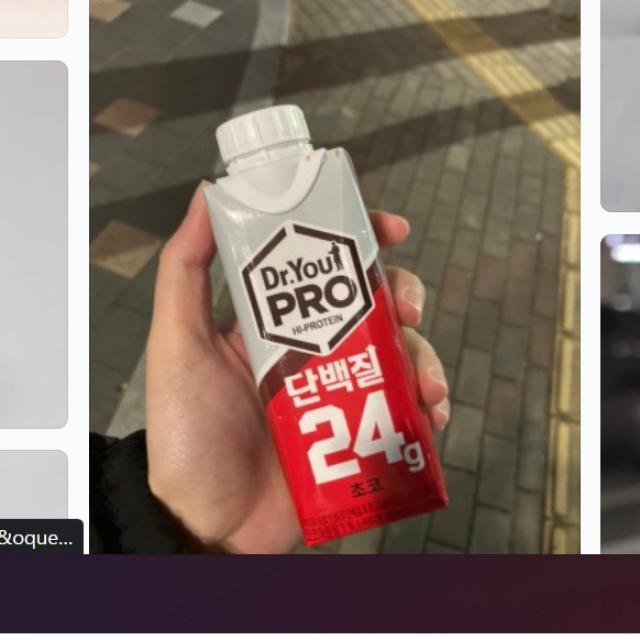 Dr.You
PRO
HI-PROTEIN
단백질
24g
초코
&oque...